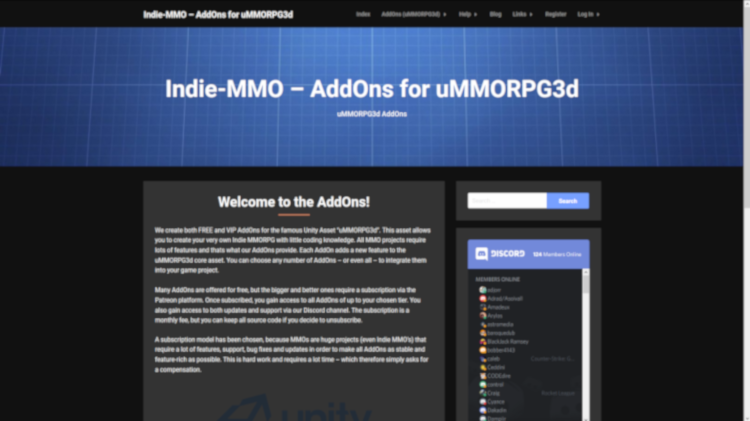 Indie-MMO – AddOns for uMMORPG3d
Index AddOns (uMMORPG3d) Help Blog Links Register Log In
Indie-MMO – AddOns for uMMORPG3d
uMMORPG3d AddOns
Welcome to the AddOns!
We create both FREE and VIP AddOns for the famous Unity Asset "uMMORPG3d". This asset allows
you to create your very own Indie MMORPG with little coding knowledge. All MMO projects require
lots of features and thats what our AddOns provide. Each AddOn adds a new feature to the
uMMORPG3d core asset. You can choose any number of AddOns – or even all – to integrate them
into your game project.
Many AddOns are offered for free, but the bigger and better ones require a subscription via the
Patreon platform. Once subscribed, you gain access to all AddOns of up to your chosen tier. You
also gain access to both updates and support via our Discord channel. The subscription is a
monthly fee, but you can keep all source code if you decide to unsubscribe.
A subscription model has been chosen, because MMOs are huge projects (even Indie MMO's) that
require a lot of features, support, bug fixes and updates in order to make all AddOns as stable and
feature-rich as possible. This is hard work and requires a lot time – which therefore simply asks for
a compensation.
unity
Search
DISCORD 124 Members Online
MEMBERS ONLINE
Amadeus
andromedia
BlackJack Ramsey
caleb
Caddini
control
Craig
Cuervo
Daladin